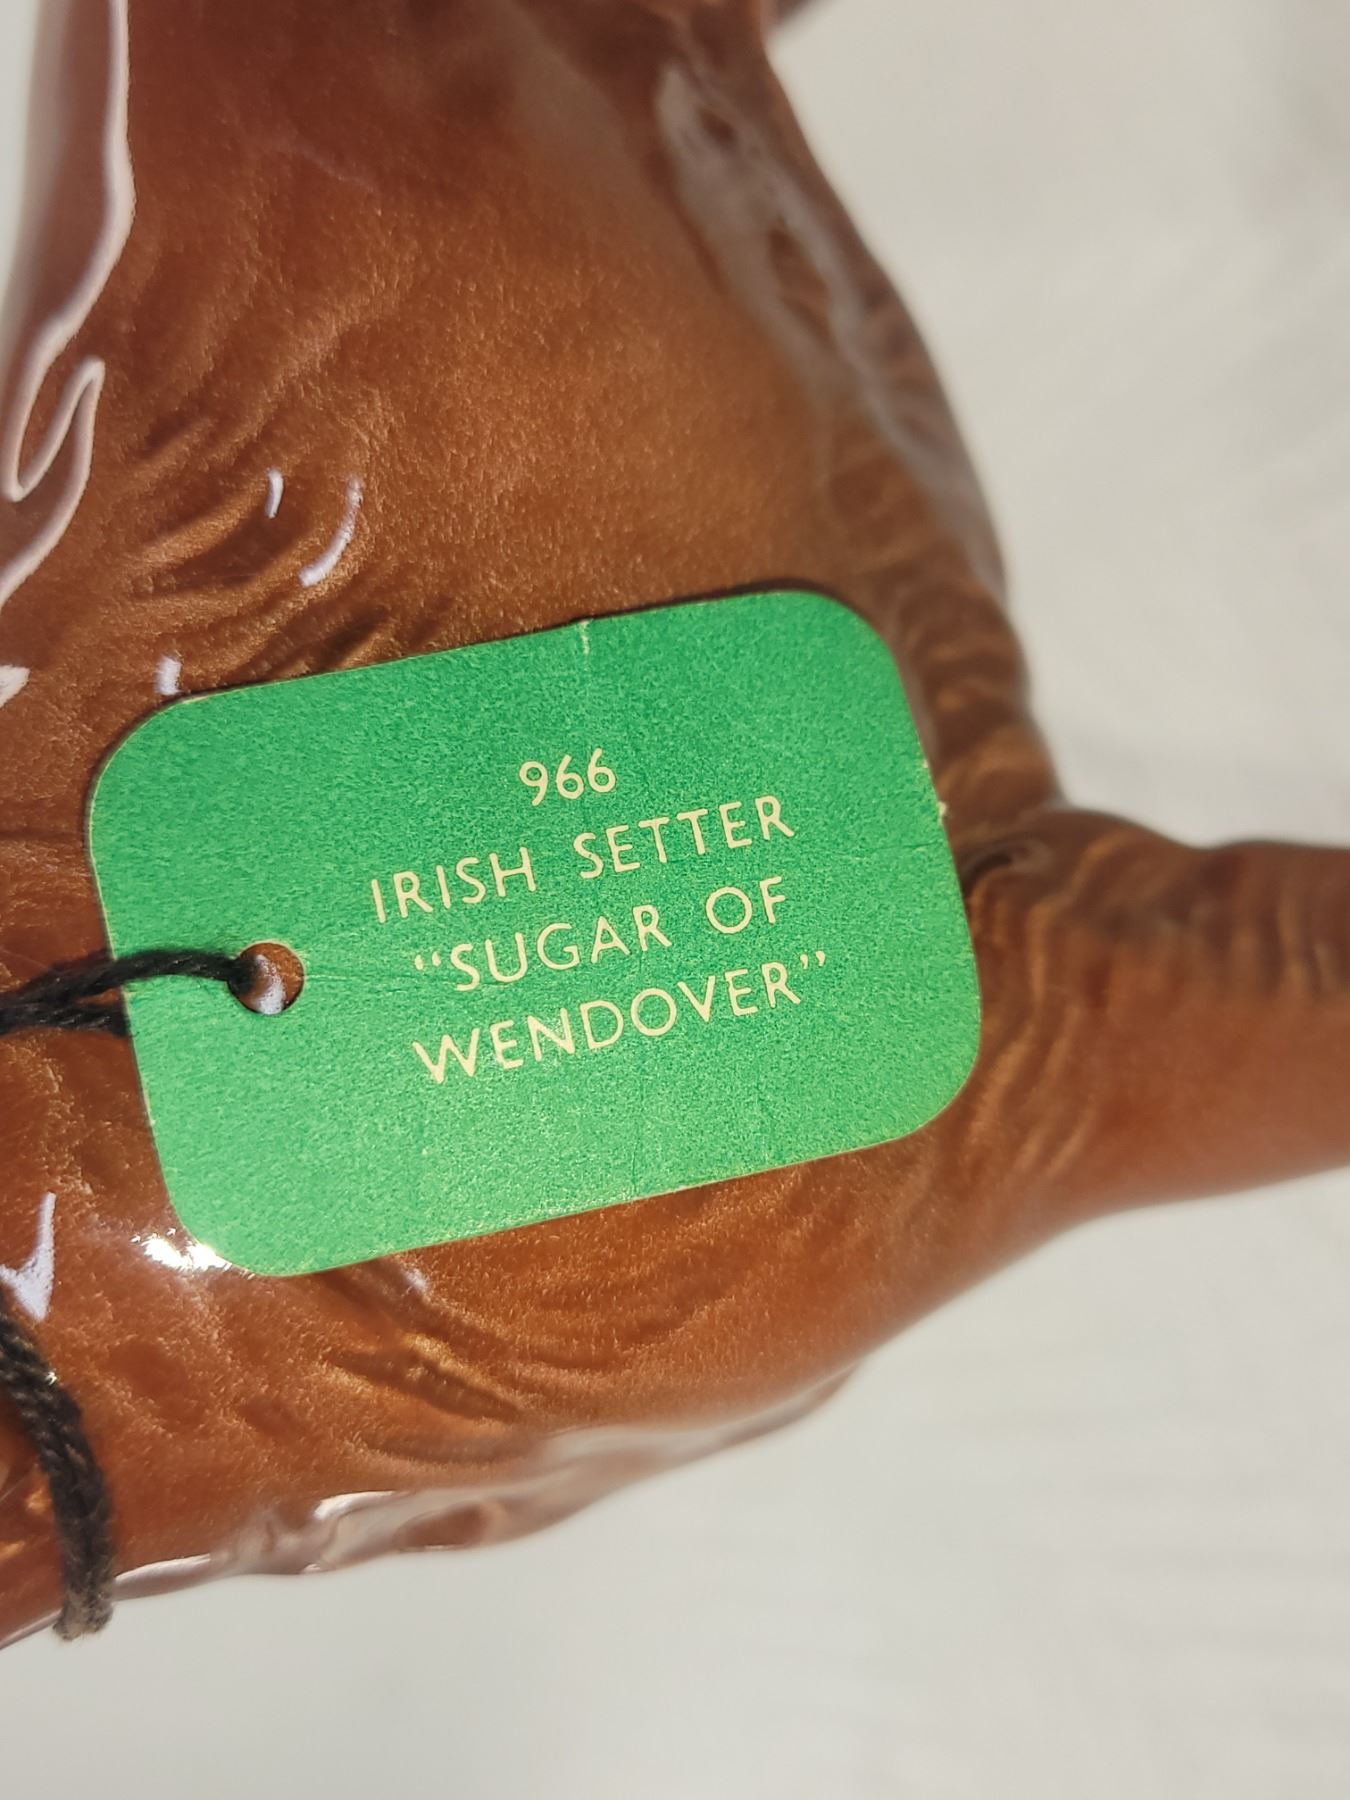 966
IRISH SETTER
“SUGAR OF
WENDOVER”